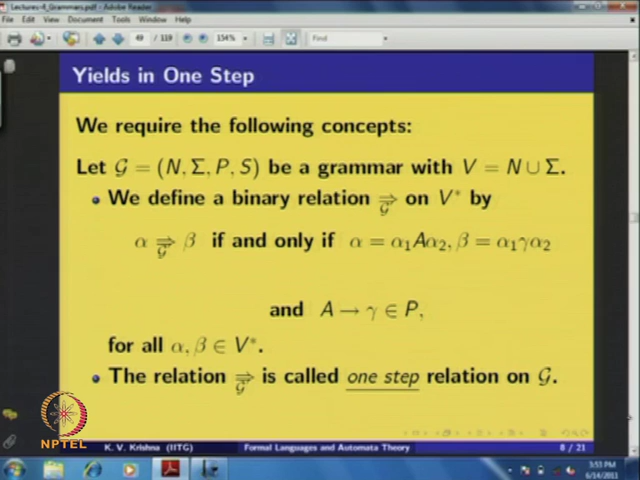 Lectures-4_Grammars.pdf - Adobe Reader
File Edit View Document Tools Window Help
49 / 119 154% Find
Yields in One Step
We require the following concepts:
Let 𝒢 = (N, Σ, P, S) be a grammar with V = N ∪ Σ.
• We define a binary relation ⇒𝒢 on V* by
α ⇒𝒢 β if and only if α = α₁Aα₂, β = α₁γα₂
and A → γ ∈ P,
for all α, β ∈ V*.
• The relation ⇒𝒢 is called one step relation on 𝒢.
NPTEL
K. V. Krishna (IITG) Formal Languages and Automata Theory 8 / 21
3:53 PM
6/14/2011